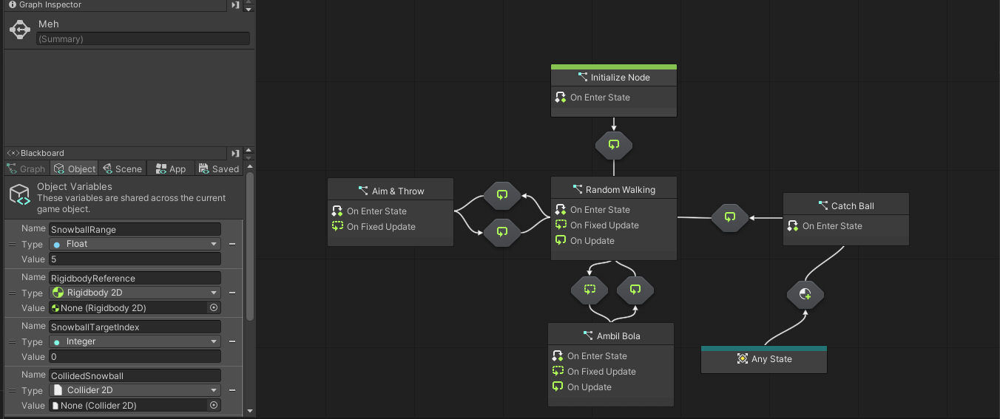 Graph Inspector
Meh
(Summary)
Blackboard
Graph
Object
Scene
App
Saved
Object Variables
These variables are shared across the current
game object.
Name SnowballRange
Type Float
Value 5
Name RigidbodyReference
Type Rigidbody 2D
Value None (Rigidbody 2D)
Name SnowballTargetIndex
Type Integer
Value 0
Name CollidedSnowball
Type Collider 2D
Value None (Collider 2D)
Initialize Node
On Enter State
Aim & Throw
On Enter State
On Fixed Update
Random Walking
On Enter State
On Fixed Update
On Update
Catch Ball
On Enter State
Ambil Bola
On Enter State
On Fixed Update
On Update
Any State